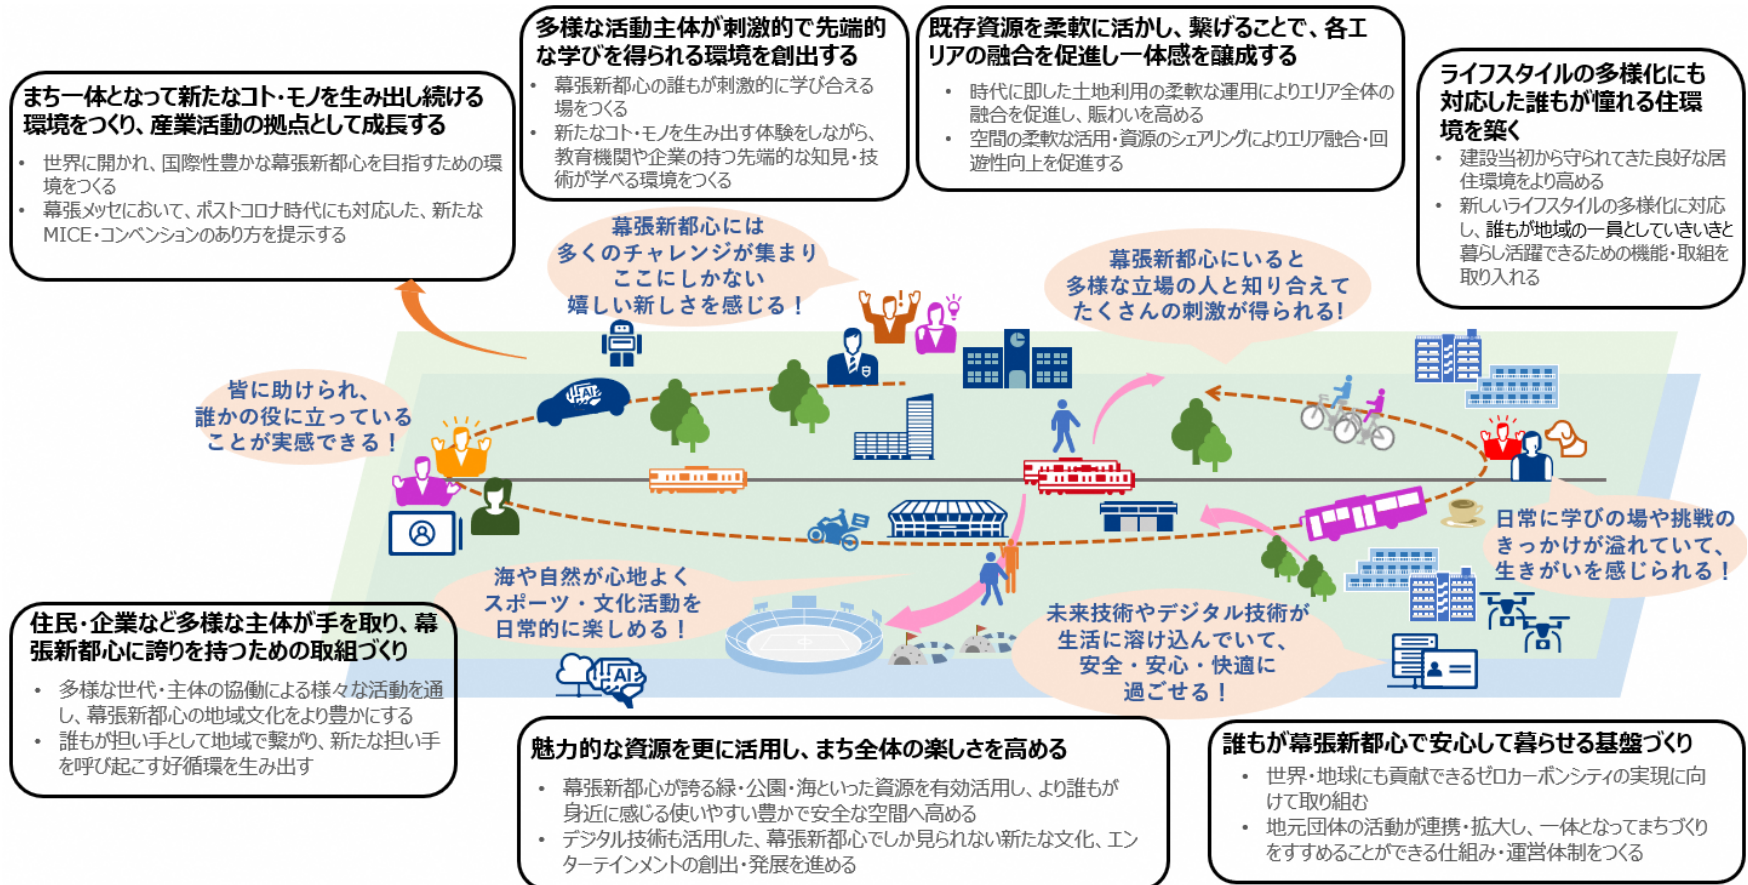 多様な活動主体が刺激的で先端的
な学びを得られる環境を創出する
• 幕張新都心の誰もが刺激的に学び合える
場をつくる
• 新たなコト・モノを生み出す体験をしながら、
教育機関や企業の持つ先端的な知見・技
術が学べる環境をつくる
既存資源を柔軟に活かし、繋げることで、各エ
リアの融合を促進し一体感を醸成する
• 時代に即した土地利用の柔軟な運用によりエリア全体の
融合を促進し、賑わいを高める
• 空間の柔軟な活用・資源のシェアリングによりエリア融合・回
遊性向上を促進する
ライフスタイルの多様化にも
対応した誰もが憧れる住環
境を築く
• 建設当初から守られてきた良好な居
住環境をより高める
• 新しいライフスタイルの多様化に対応
し、誰もが地域の一員としていきいきと
暮らし活躍できるための機能・取組を
取り入れる
まち一体となって新たなコト・モノを生み出し続ける
環境をつくり、産業活動の拠点として成長する
• 世界に開かれ、国際性豊かな幕張新都心を目指すための環
境をつくる
• 幕張メッセにおいて、ポストコロナ時代にも対応した、新たな
MICE・コンベンションのあり方を提示する
幕張新都心には
多くのチャレンジが集まり
ここにしかない
嬉しい新しさを感じる！
幕張新都心にいると
多様な立場の人と知り合えて
たくさんの刺激が得られる!
皆に助けられ、
誰かの役に立っている
ことが実感できる！
AI
日常に学びの場や挑戦の
きっかけが溢れていて、
生きがいを感じられる！
海や自然が心地よく
スポーツ・文化活動を
日常的に楽しめる！
未来技術やデジタル技術が
生活に溶け込んでいて、
安全・安心・快適に
過ごせる！
AI
住民・企業など多様な主体が手を取り、幕
張新都心に誇りを持つための取組づくり
• 多様な世代・主体の協働による様々な活動を通
し、幕張新都心の地域文化をより豊かにする
• 誰もが担い手として地域で繋がり、新たな担い手
を呼び起こす好循環を生み出す
魅力的な資源を更に活用し、まち全体の楽しさを高める
• 幕張新都心が誇る緑・公園・海といった資源を有効活用し、より誰もが
身近に感じる使いやすい豊かで安全な空間へ高める
• デジタル技術も活用した、幕張新都心でしか見られない新たな文化、エン
ターテインメントの創出・発展を進める
誰もが幕張新都心で安心して暮らせる基盤づくり
• 世界・地球にも貢献できるゼロカーボンシティの実現に向
けて取り組む
• 地元団体の活動が連携・拡大し、一体となってまちづくり
をすすめることができる仕組み・運営体制をつくる